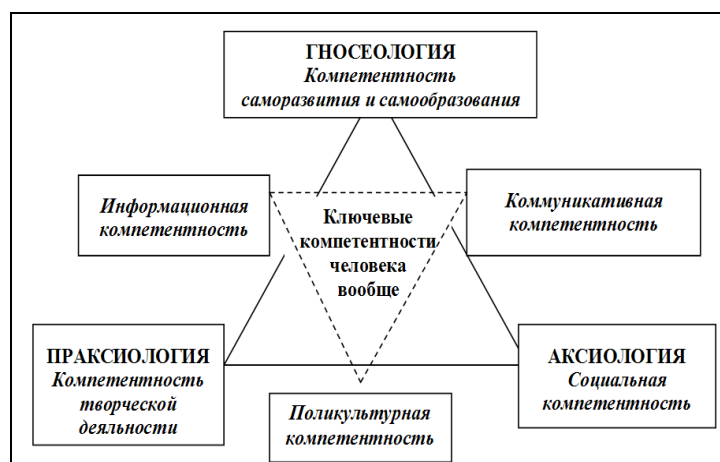 ГНОСЕОЛОГИЯ
Компетентность
саморазвития и самообразования
Информационная
компетентность
Коммуникативная
компетентность
Ключевые
компетентности
человека
вообще
ПРАКСИОЛОГИЯ
Компетентность
творческой
деяльности
АКСИОЛОГИЯ
Социальная
компетентность
Поликультурная
компетентность